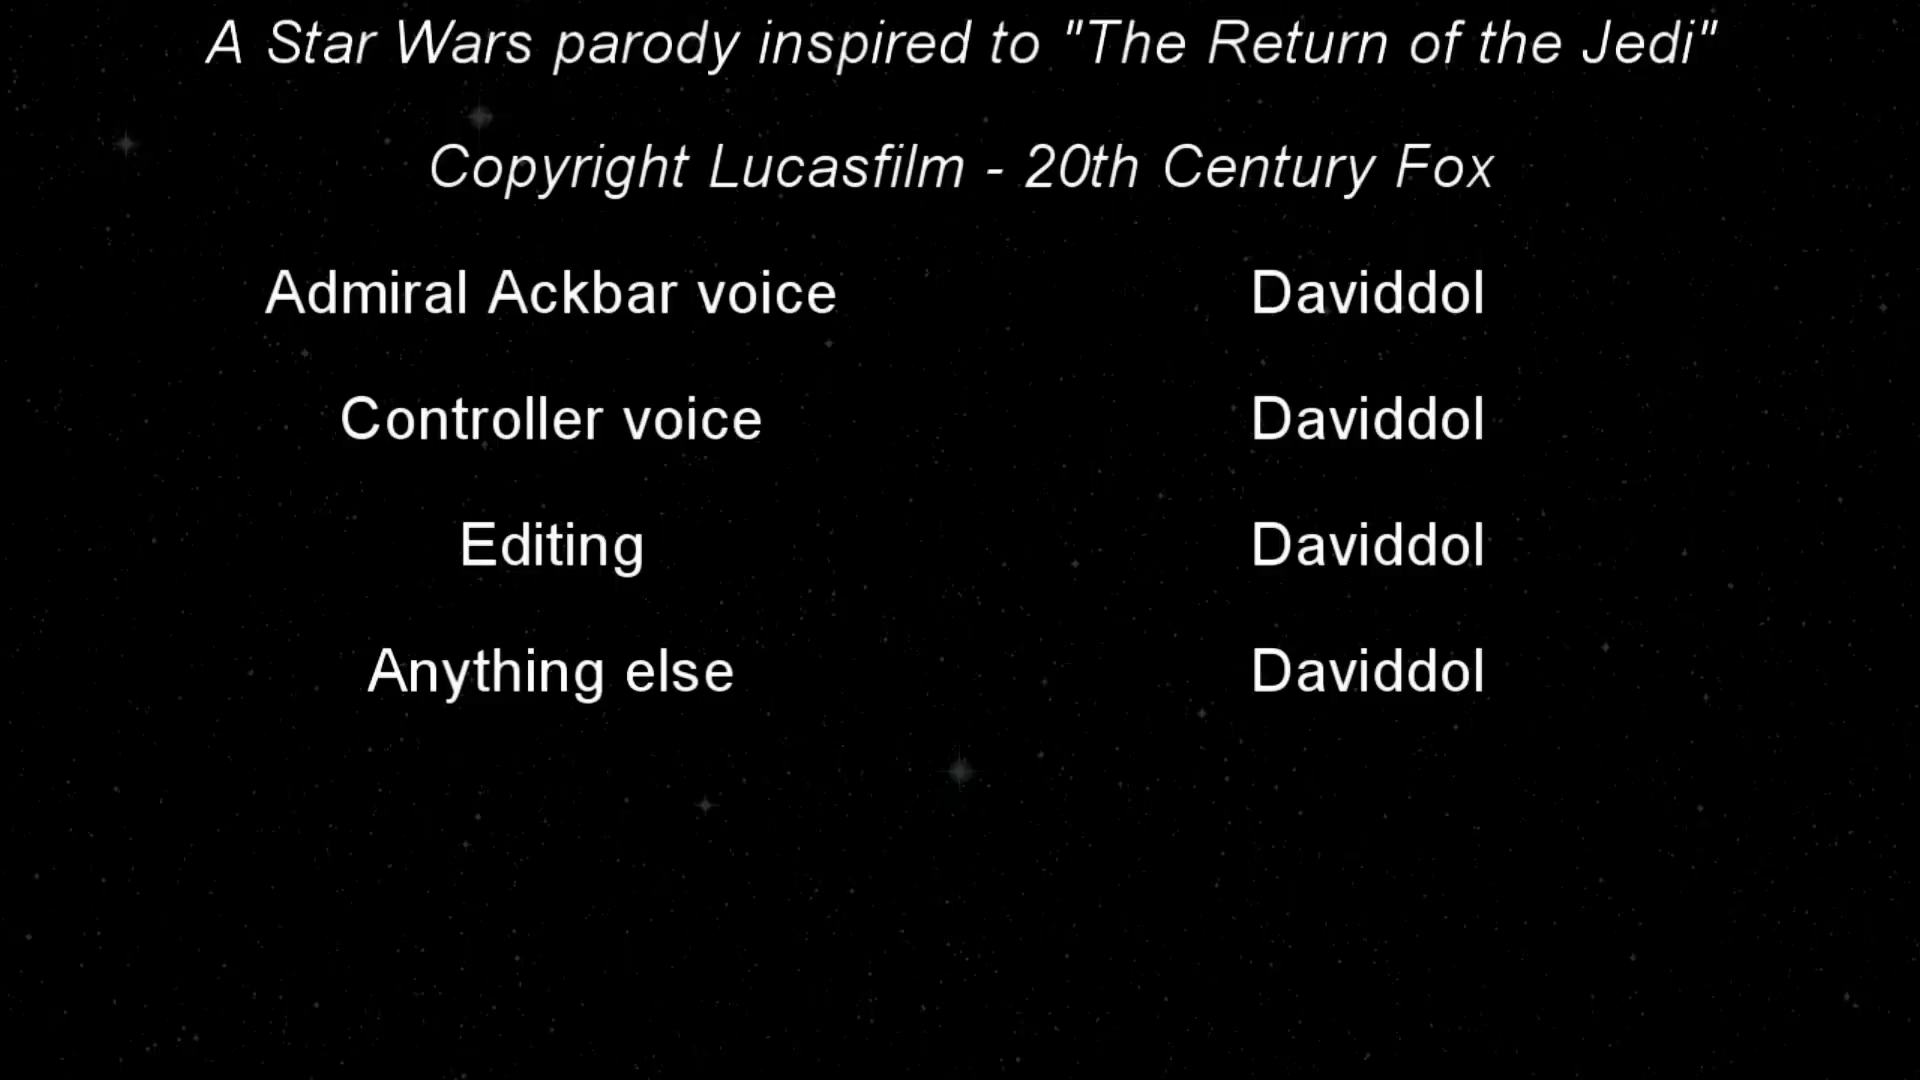 A Star Wars parody inspired to "The Return of the Jedi"
Copyright Lucasfilm - 20th Century Fox
Admiral Ackbar voice Daviddol
Controller voice Daviddol
Editing Daviddol
Anything else Daviddol